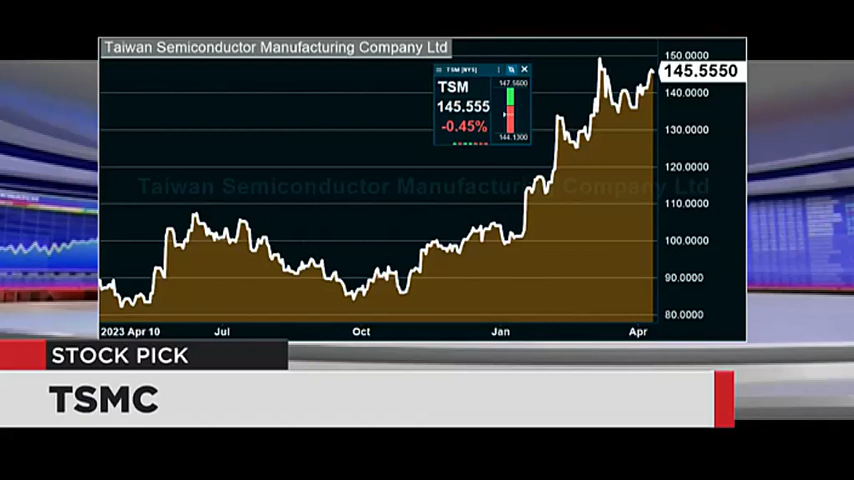 Taiwan Semiconductor Manufacturing Company Ltd
150.0000
TSM [NYS]
145.5550
TSM
147.5600
140.0000
145.555
-0.45%
144.1300
130.0000
120.0000
Taiwan Semiconductor Manufacturing Company Ltd
110.0000
100.0000
90.0000
80.0000
2023 Apr 10 Jul Oct Jan Apr
STOCK PICK
TSMC